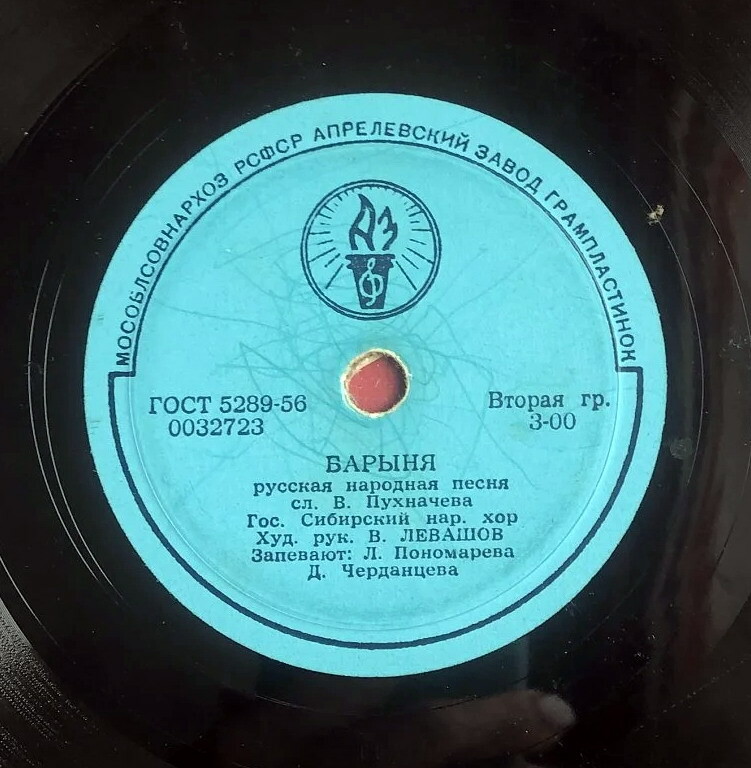 МОСОБЛСОВНАРХОЗ РСФСР АПРЕЛЕВСКИЙ ЗАВОД ГРАМПЛАСТИНОК
АЗ
ГОСТ 5289-56
0032723
Вторая гр.
3-00
БАРЫНЯ
русская народная песня
сл. В. Пухначева
Гос. Сибирский нар. хор
Худ. рук. В. ЛЕВАШОВ
Запевают: Л. Пономарева
Д. Черданцева